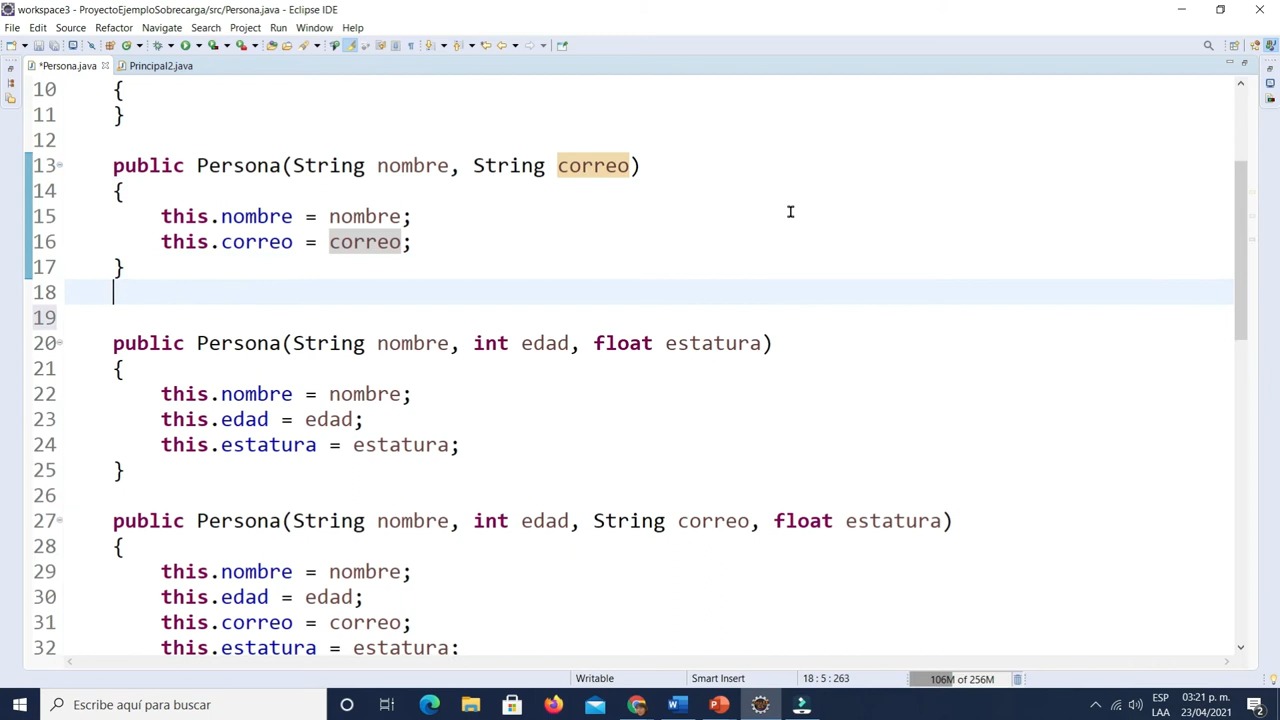 workspace3 - ProyectoEjemploSobrecarga/src/Persona.java - Eclipse IDE
File Edit Source Refactor Navigate Search Project Run Window Help
*Persona.java Principal2.java
10 {
11 }
12
13 public Persona(String nombre, String correo)
14 {
15 this.nombre = nombre;
16 this.correo = correo;
17 }
18
19
20 public Persona(String nombre, int edad, float estatura)
21 {
22 this.nombre = nombre;
23 this.edad = edad;
24 this.estatura = estatura;
25 }
26
27 public Persona(String nombre, int edad, String correo, float estatura)
28 {
29 this.nombre = nombre;
30 this.edad = edad;
31 this.correo = correo;
32 this.estatura = estatura;
Writable Smart Insert 18 : 5 : 263 106M of 256M
Escribe aquí para buscar
ESP 03:21 p. m.
LAA 23/04/2021
2